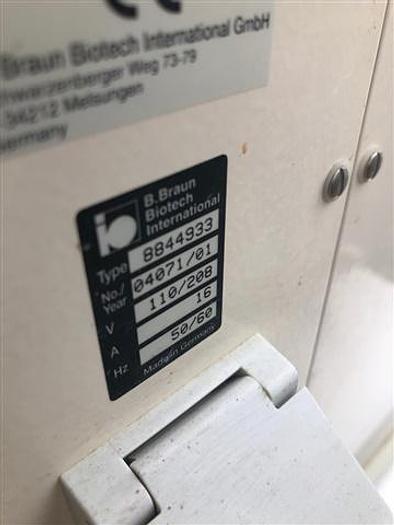 Braun Biotech International GmbH
hwarzenberger Weg 73-79
34212 Melsungen
ermany
B.Braun
Biotech
International
Type 8844933
No./Year 04071/01
V 110/208
A 16
Hz 50/60
Made in Germany